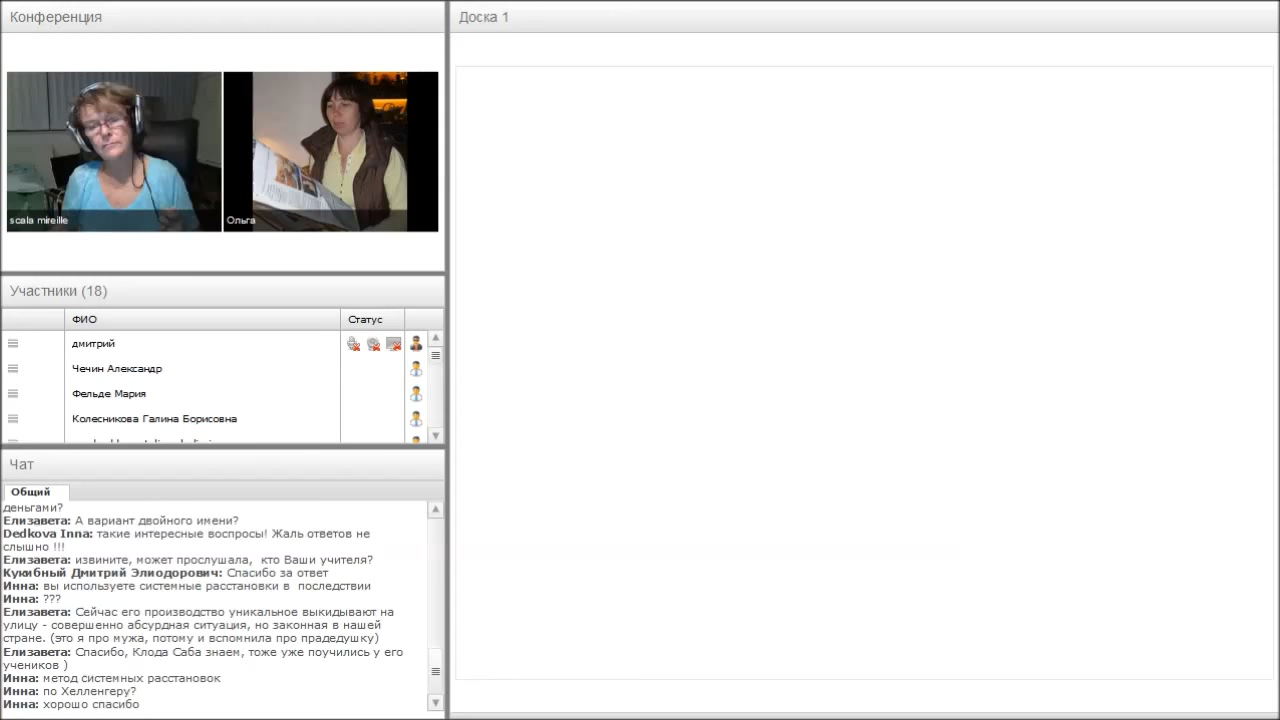 Конференция
Доска 1
scala mireille
Ольга
Участники (18)
ФИО
Статус
дмитрий
Чечин Александр
Фельде Мария
Колесникова Галина Борисовна
Чат
Общий
деньгами?
Елизавета: А вариант двойного имени?
Dedkova Inna: такие интересные воспросы! Жаль ответов не
слышно !!!
Елизавета: извините, может прослушала, кто Ваши учителя?
Кукибный Дмитрий Элиодорович: Спасибо за ответ
Инна: вы используете системные расстановки в последствии
Инна: ???
Елизавета: Сейчас его производство уникальное выкидывают на
улицу - совершенно абсурдная ситуация, но законная в нашей
стране. (это я про мужа, потому и вспомнила про прадедушку)
Елизавета: Спасибо, Клода Саба знаем, тоже уже поучились у его
учеников )
Инна: метод системных расстановок
Инна: по Хелленгеру?
Инна: хорошо спасибо